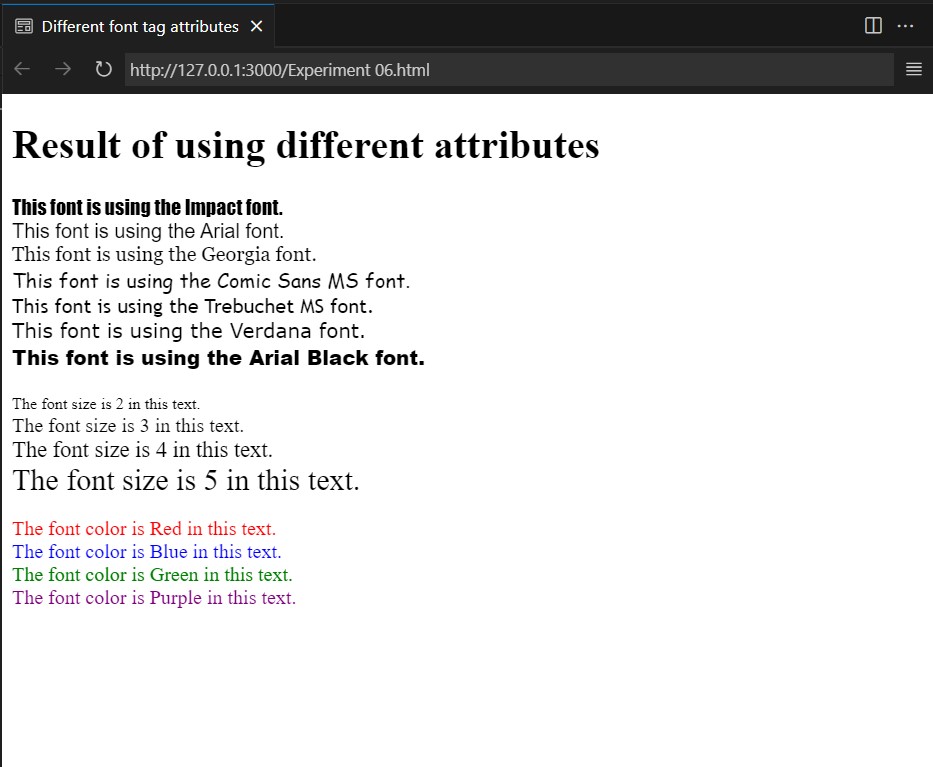 Different font tag attributes
http://127.0.0.1:3000/Experiment 06.html
Result of using different attributes
This font is using the Impact font.
This font is using the Arial font.
This font is using the Georgia font.
This font is using the Comic Sans MS font.
This font is using the Trebuchet MS font.
This font is using the Verdana font.
This font is using the Arial Black font.
The font size is 2 in this text.
The font size is 3 in this text.
The font size is 4 in this text.
The font size is 5 in this text.
The font color is Red in this text.
The font color is Blue in this text.
The font color is Green in this text.
The font color is Purple in this text.